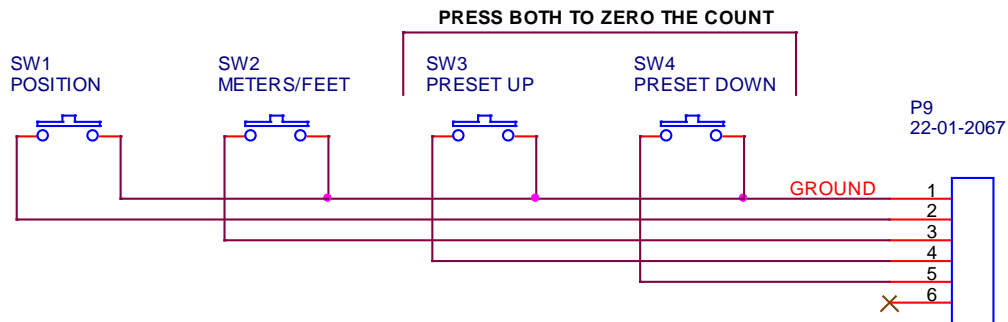 PRESS BOTH TO ZERO THE COUNT
SW1
POSITION
SW2
METERS/FEET
SW3
PRESET UP
SW4
PRESET DOWN
P9
22-01-2067
GROUND
1
2
3
4
5
6